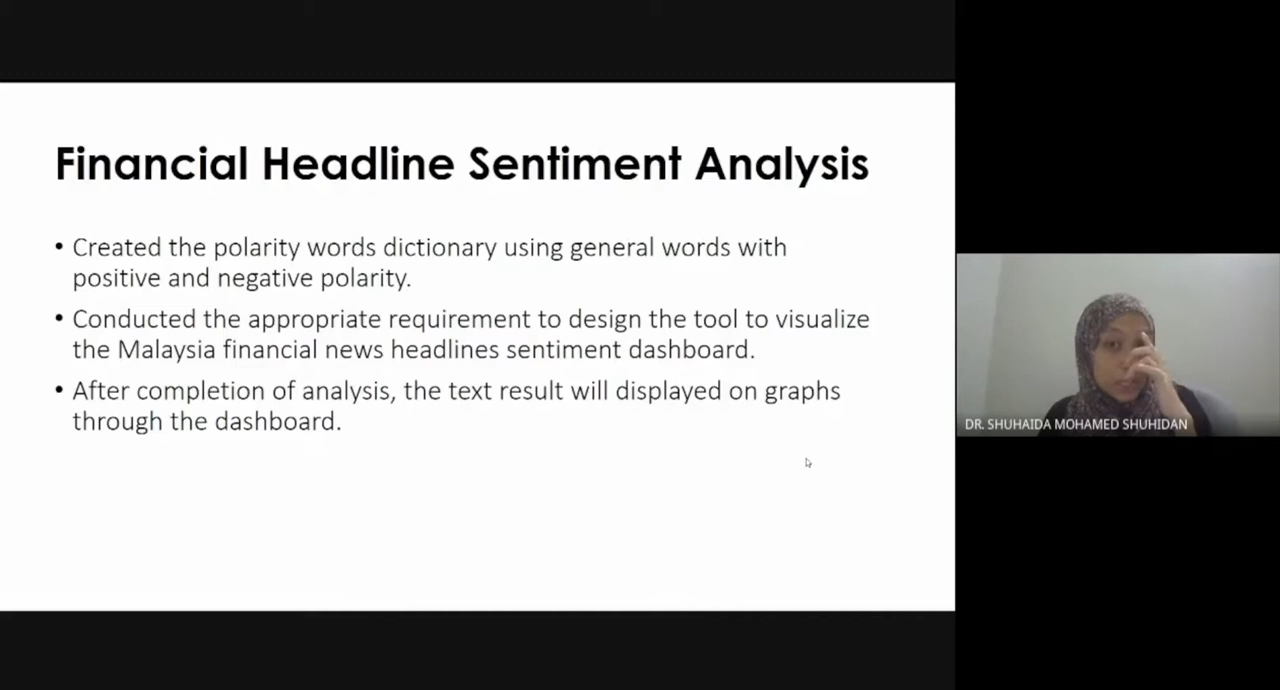 Financial Headline Sentiment Analysis
• Created the polarity words dictionary using general words with
positive and negative polarity.
• Conducted the appropriate requirement to design the tool to visualize
the Malaysia financial news headlines sentiment dashboard.
• After completion of analysis, the text result will displayed on graphs
through the dashboard.
DR. SHUHAIDA MOHAMED SHUHIDAN